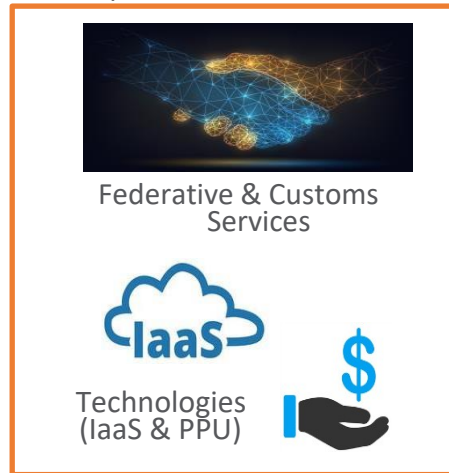 Federative & Customs
Services
IaaS
$
Technologies
(IaaS & PPU)